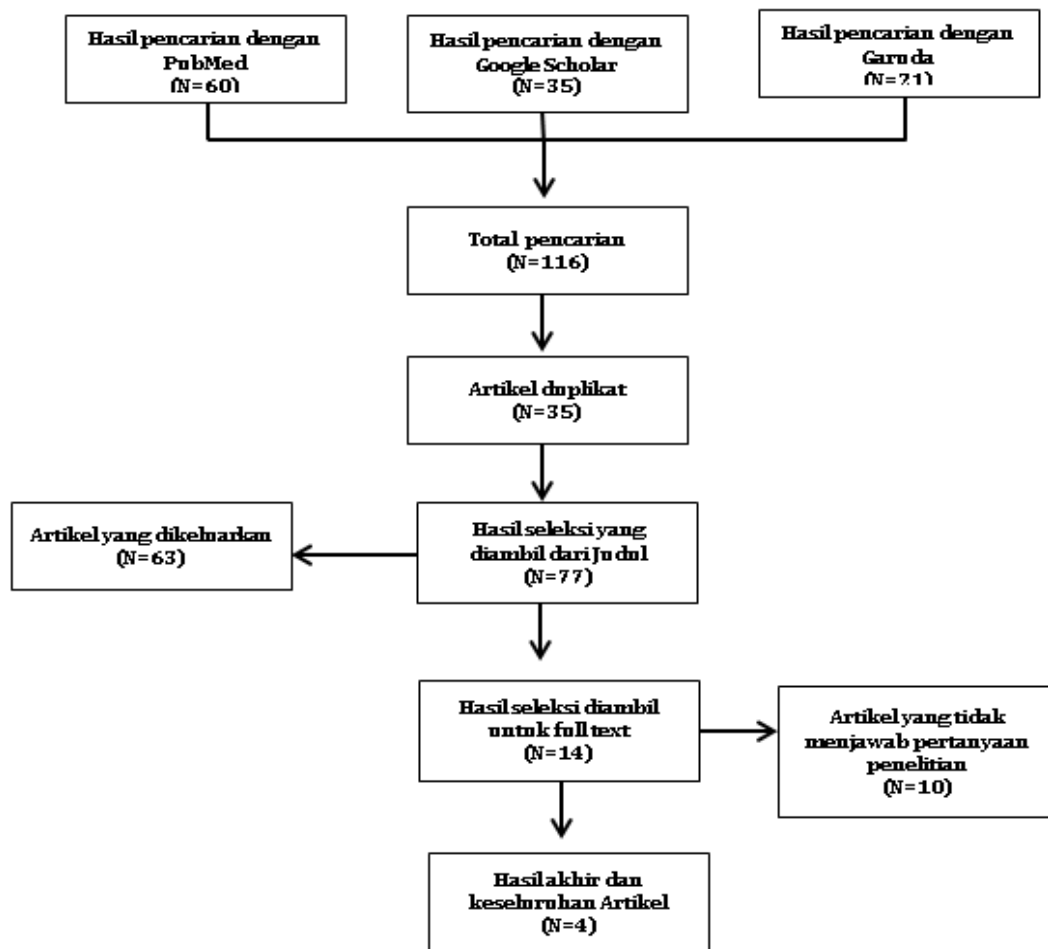 Hasil pencarian dengan
PubMed
(N=60)
Hasil pencarian dengan
Google Scholar
(N=35)
Hasil pencarian dengan
Garuda
(N=21)
Total pencarian
(N=116)
Artikel duplikat
(N=35)
Artikel yang dikeluarkan
(N=63)
Hasil seleksi yang
diambil dari Judul
(N=77)
Hasil seleksi diambil
untuk full text
(N=14)
Artikel yang tidak
menjawab pertanyaan
penelitian
(N=10)
Hasil akhir dan
keseluruhan Artikel
(N=4)